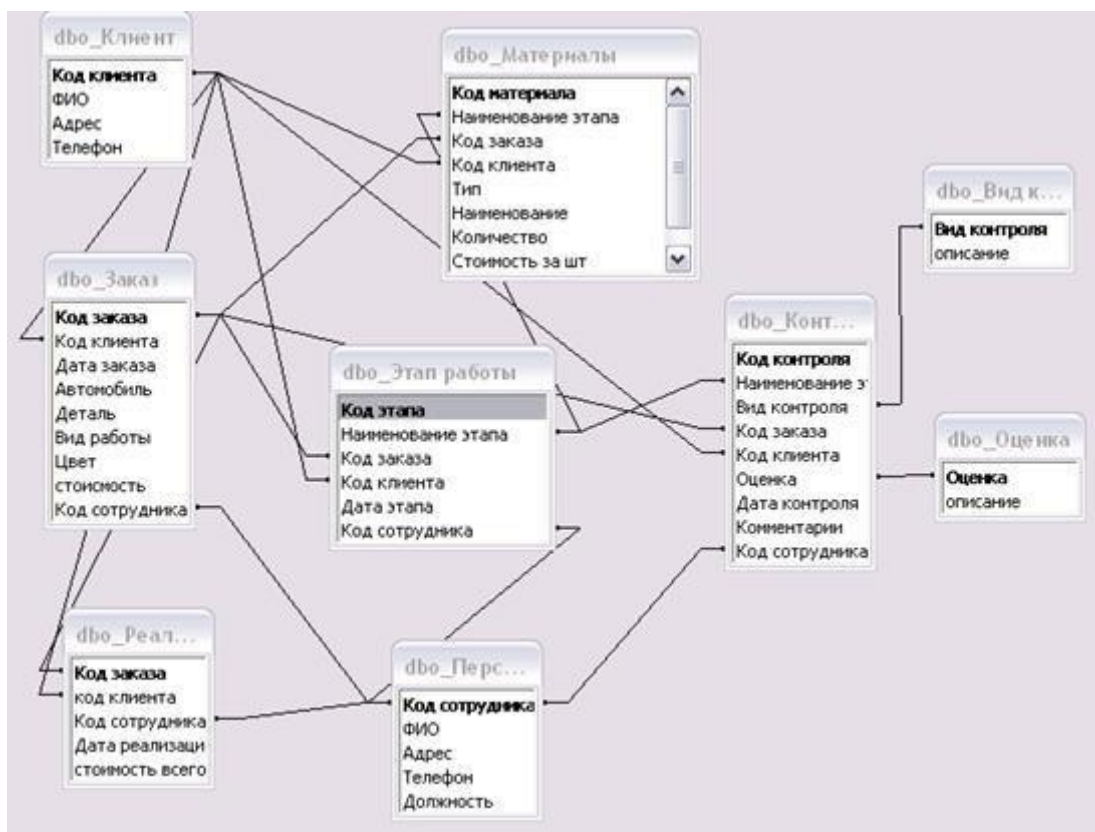 dbo_Клиент
Код клиента
ФИО
Адрес
Телефон
dbo_Материалы
Код материала
Наименование этапа
Код заказа
Код клиента
Тип
Наименование
Количество
Стоимость за шт
dbo_Вид к...
Вид контроля
описание
dbo_Заказ
Код заказа
Код клиента
Дата заказа
Автомобиль
Деталь
Вид работы
Цвет
стоисмость
Код сотрудника
dbo_Этап работы
Код этапа
Наименование этапа
Код заказа
Код клиента
Дата этапа
Код сотрудника
dbo_Конт...
Код контроля
Наименование э
Вид контроля
Код заказа
Код клиента
Оценка
Дата контроля
Комментарии
Код сотрудника
dbo_Оценка
Оценка
описание
dbo_Реал...
Код заказа
код клиента
Код сотрудника
Дата реализаци
стоимость всего
dbo_Перс...
Код сотрудника
ФИО
Адрес
Телефон
Должность